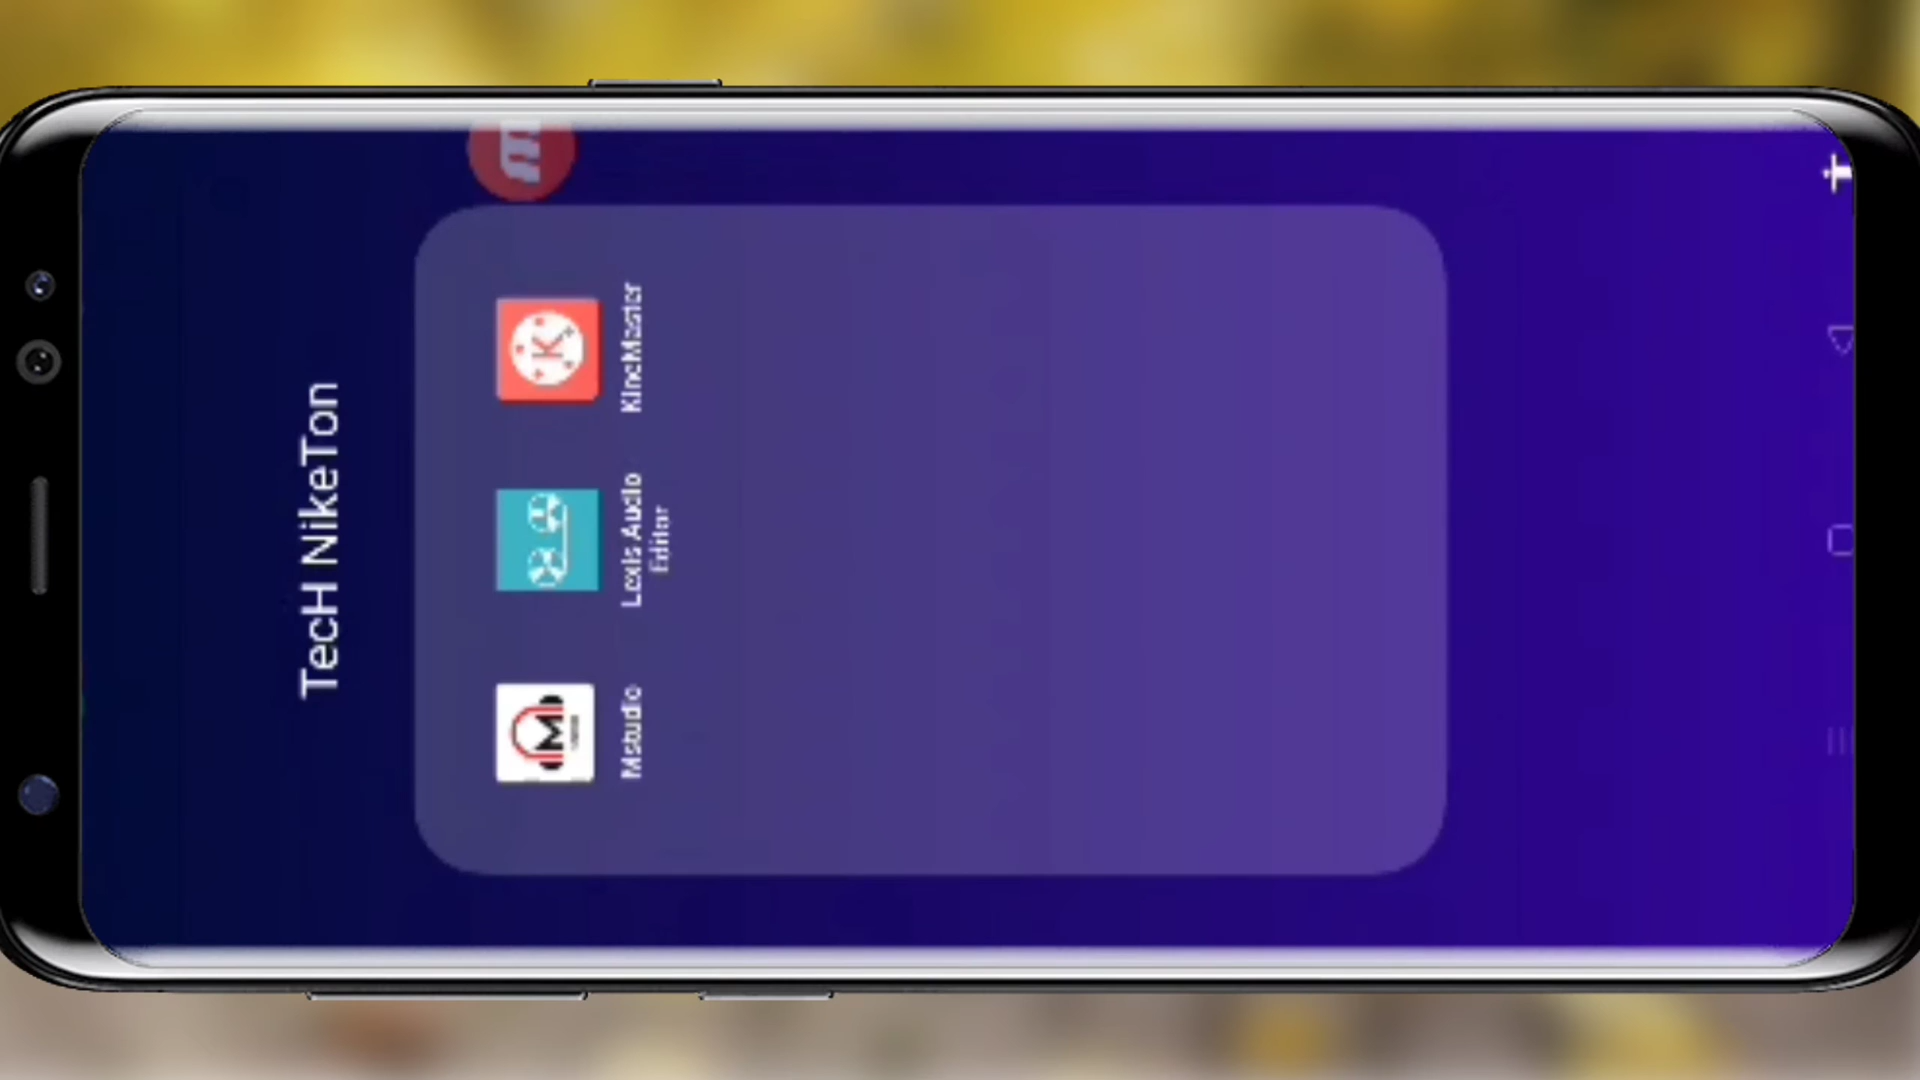 TecH NikeTon
Mstudio
Lexis Audio
Editor
KineMaster